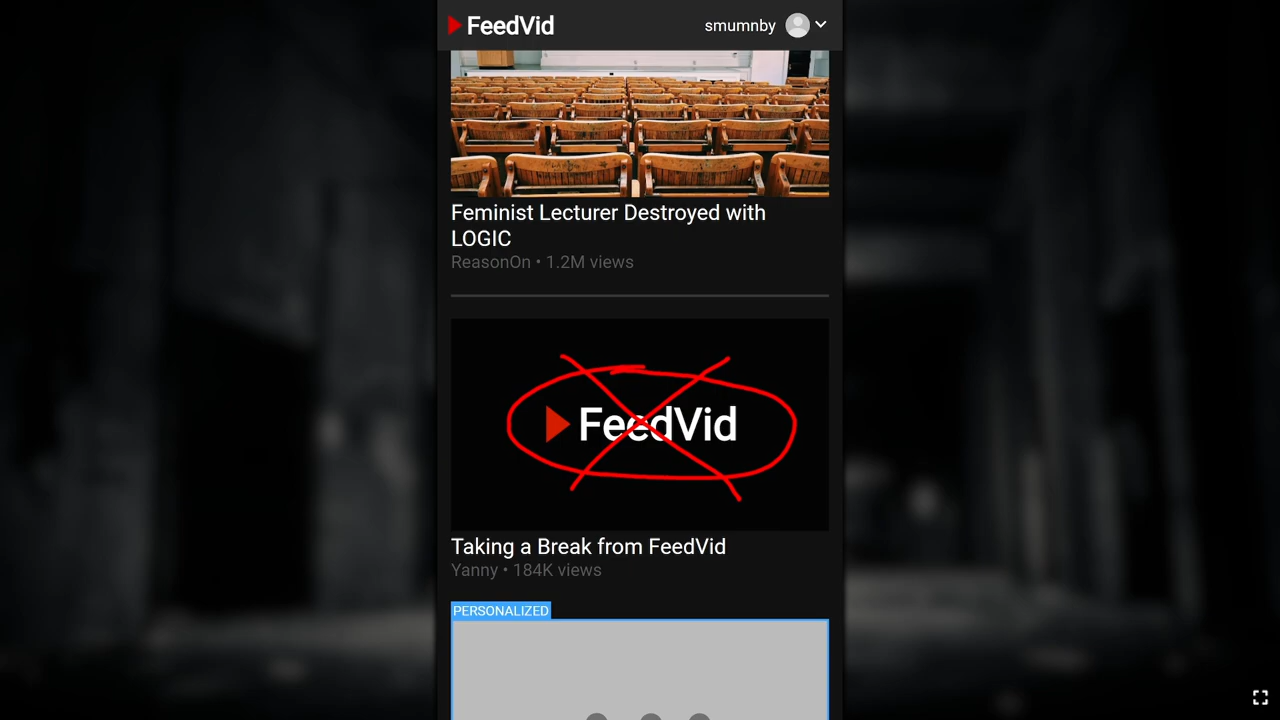 FeedVid
smumnby
Feminist Lecturer Destroyed with
LOGIC
ReasonOn • 1.2M views
FeedVid
Taking a Break from FeedVid
Yanny • 184K views
PERSONALIZED